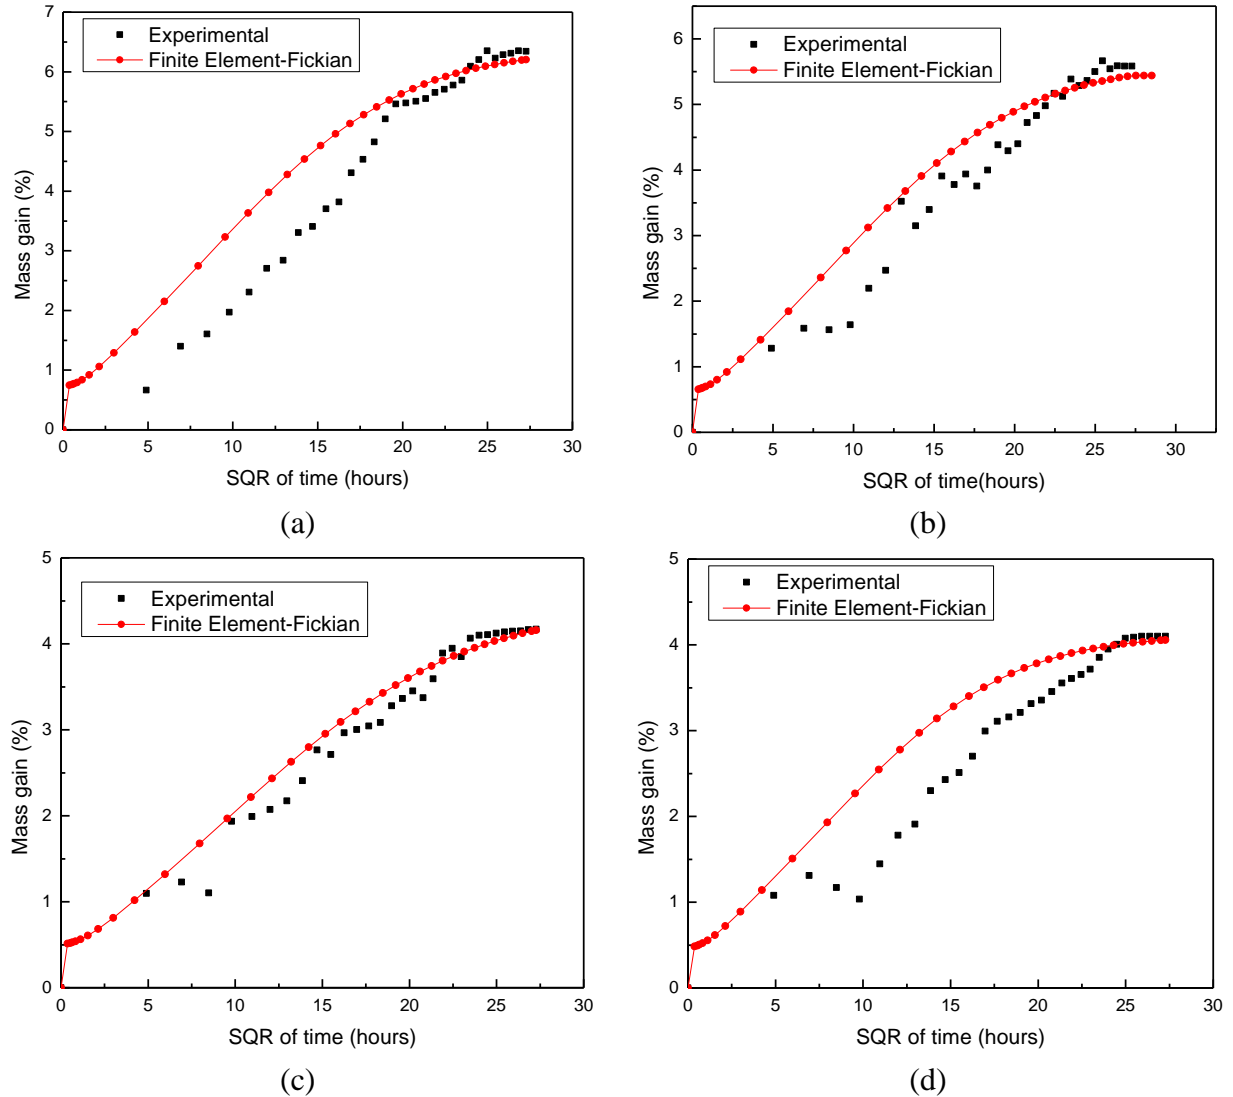 7
6
5
4
3
2
1
0
Experimental
Finite Element-Fickian
Mass gain (%)
0 5 10 15 20 25 30
SQR of time (hours)
(a)
6
5
4
3
2
1
0
Experimental
Finite Element-Fickian
Mass gain (%)
0 5 10 15 20 25 30
SQR of time(hours)
(b)
5
4
3
2
1
0
Experimental
Finite Element-Fickian
Mass gain (%)
0 5 10 15 20 25 30
SQR of time (hours)
(c)
5
4
3
2
1
0
Experimental
Finite Element-Fickian
Mass gain (%)
0 5 10 15 20 25 30
SQR of time (hours)
(d)